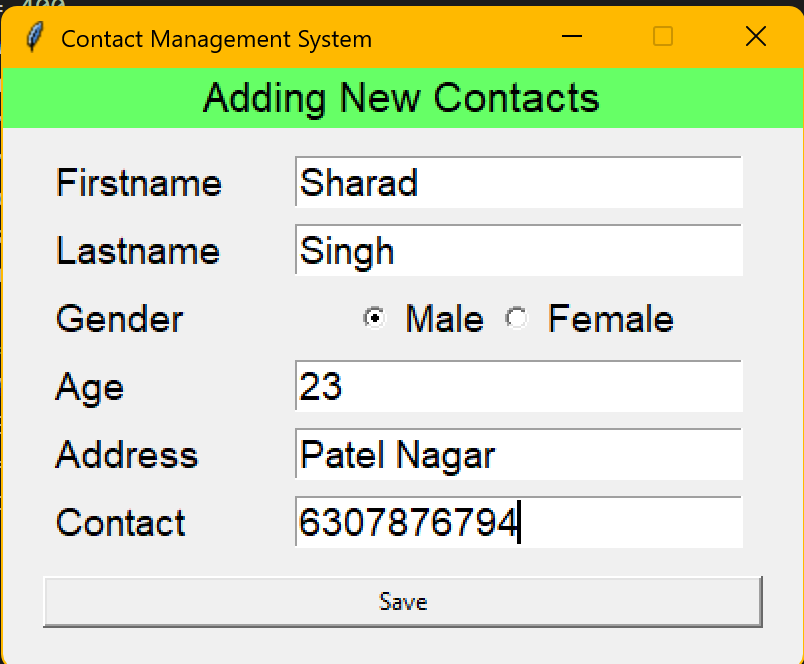 Contact Management System
Adding New Contacts
Firstname Sharad
Lastname Singh
Gender Male Female
Age 23
Address Patel Nagar
Contact 6307876794
Save